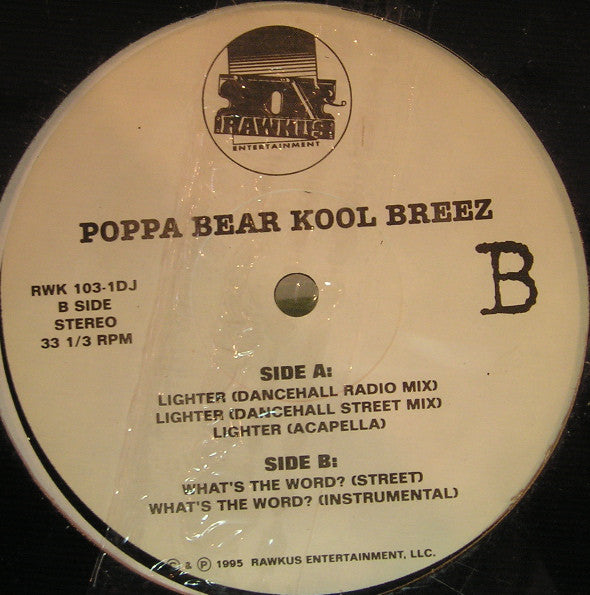 RAWKUS
ENTERTAINMENT
POPPA BEAR KOOL BREEZ
B
RWK 103-1DJ
B SIDE
STEREO
33 1/3 RPM
SIDE A:
LIGHTER (DANCEHALL RADIO MIX)
LIGHTER (DANCEHALL STREET MIX)
LIGHTER (ACAPELLA)
SIDE B:
WHAT'S THE WORD? (STREET)
WHAT'S THE WORD? (INSTRUMENTAL)
© & ℗ 1995 RAWKUS ENTERTAINMENT, LLC.